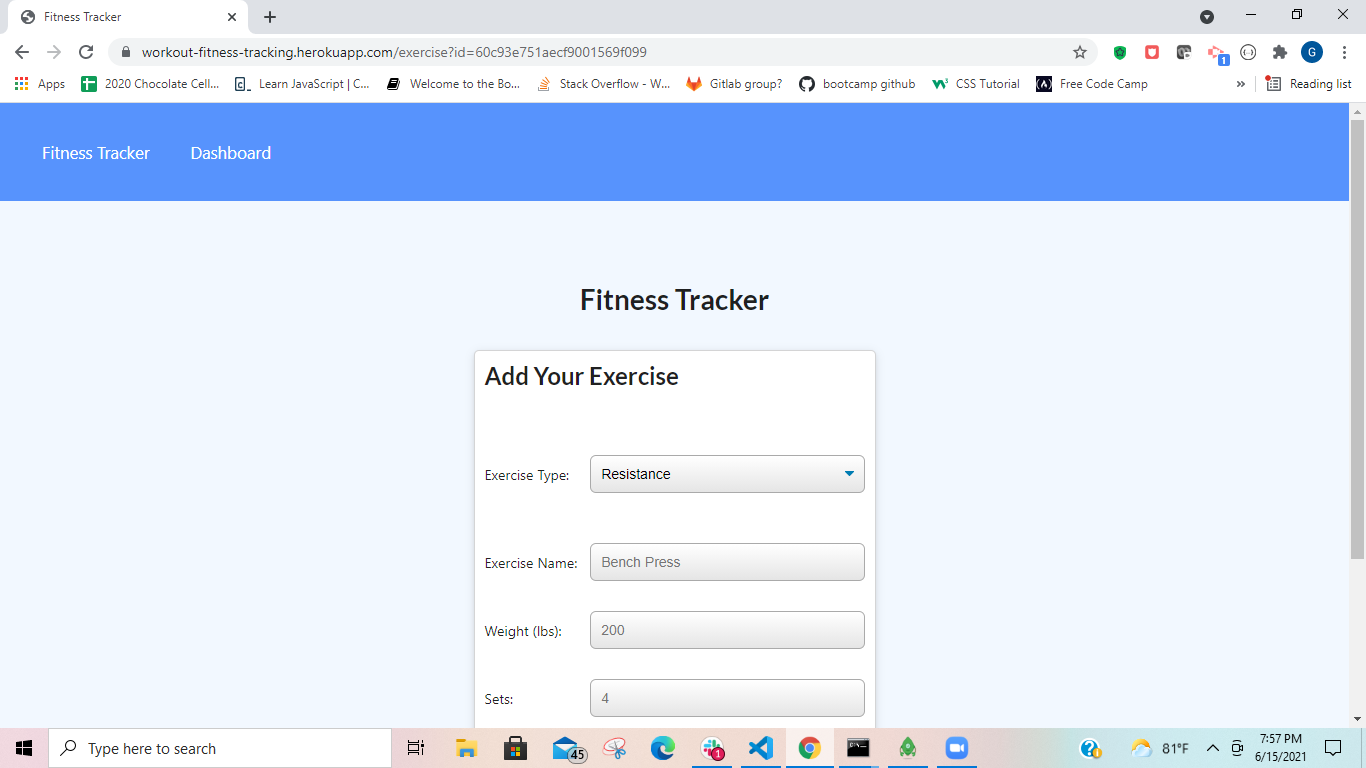 Fitness Tracker
workout-fitness-tracking.herokuapp.com/exercise?id=60c93e751aecf9001569f099
G
1
Apps
2020 Chocolate Cell...
Learn JavaScript | C...
Welcome to the Bo...
Stack Overflow - W...
Gitlab group?
bootcamp github
CSS Tutorial
Free Code Camp
»
Reading list
Fitness Tracker
Dashboard
Fitness Tracker
Add Your Exercise
Exercise Type:
Resistance
Exercise Name:
Bench Press
Weight (lbs):
200
Sets:
4
Type here to search
45
1
81°F
7:57 PM
6/15/2021